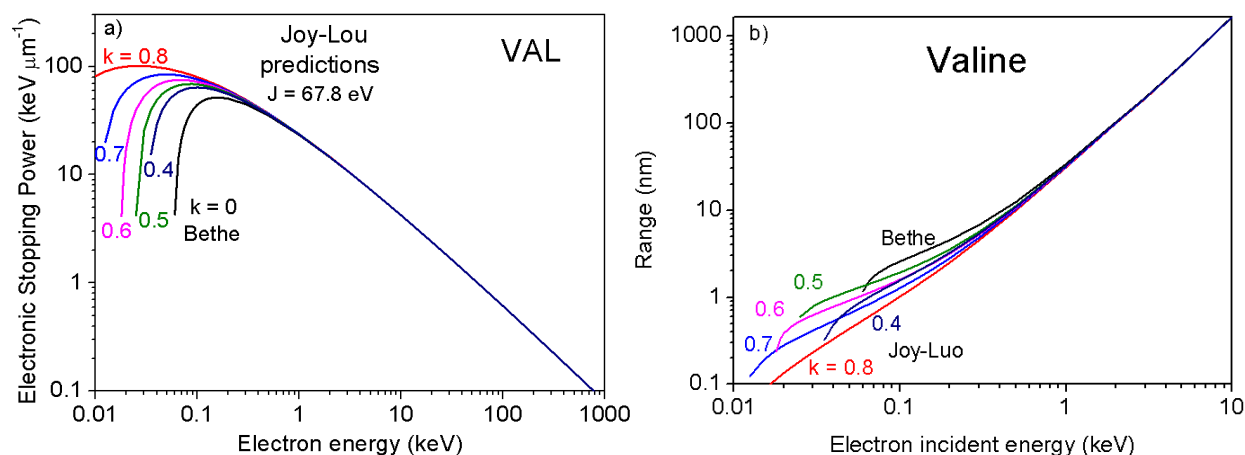 a)
Joy-Lou
predictions
J = 67.8 eV
VAL
k = 0.8
0.7
0.6
0.5
0.4
k = 0
Bethe
Electronic Stopping Power (keV μm⁻¹)
100
10
1
0.1
0.01 0.1 1 10 100 1000
Electron energy (keV)
b)
Valine
Bethe
0.5
0.6
0.7
0.4
Joy-Luo
k = 0.8
Range (nm)
1000
100
10
1
0.1
0.01 0.1 1 10
Electron incident energy (keV)